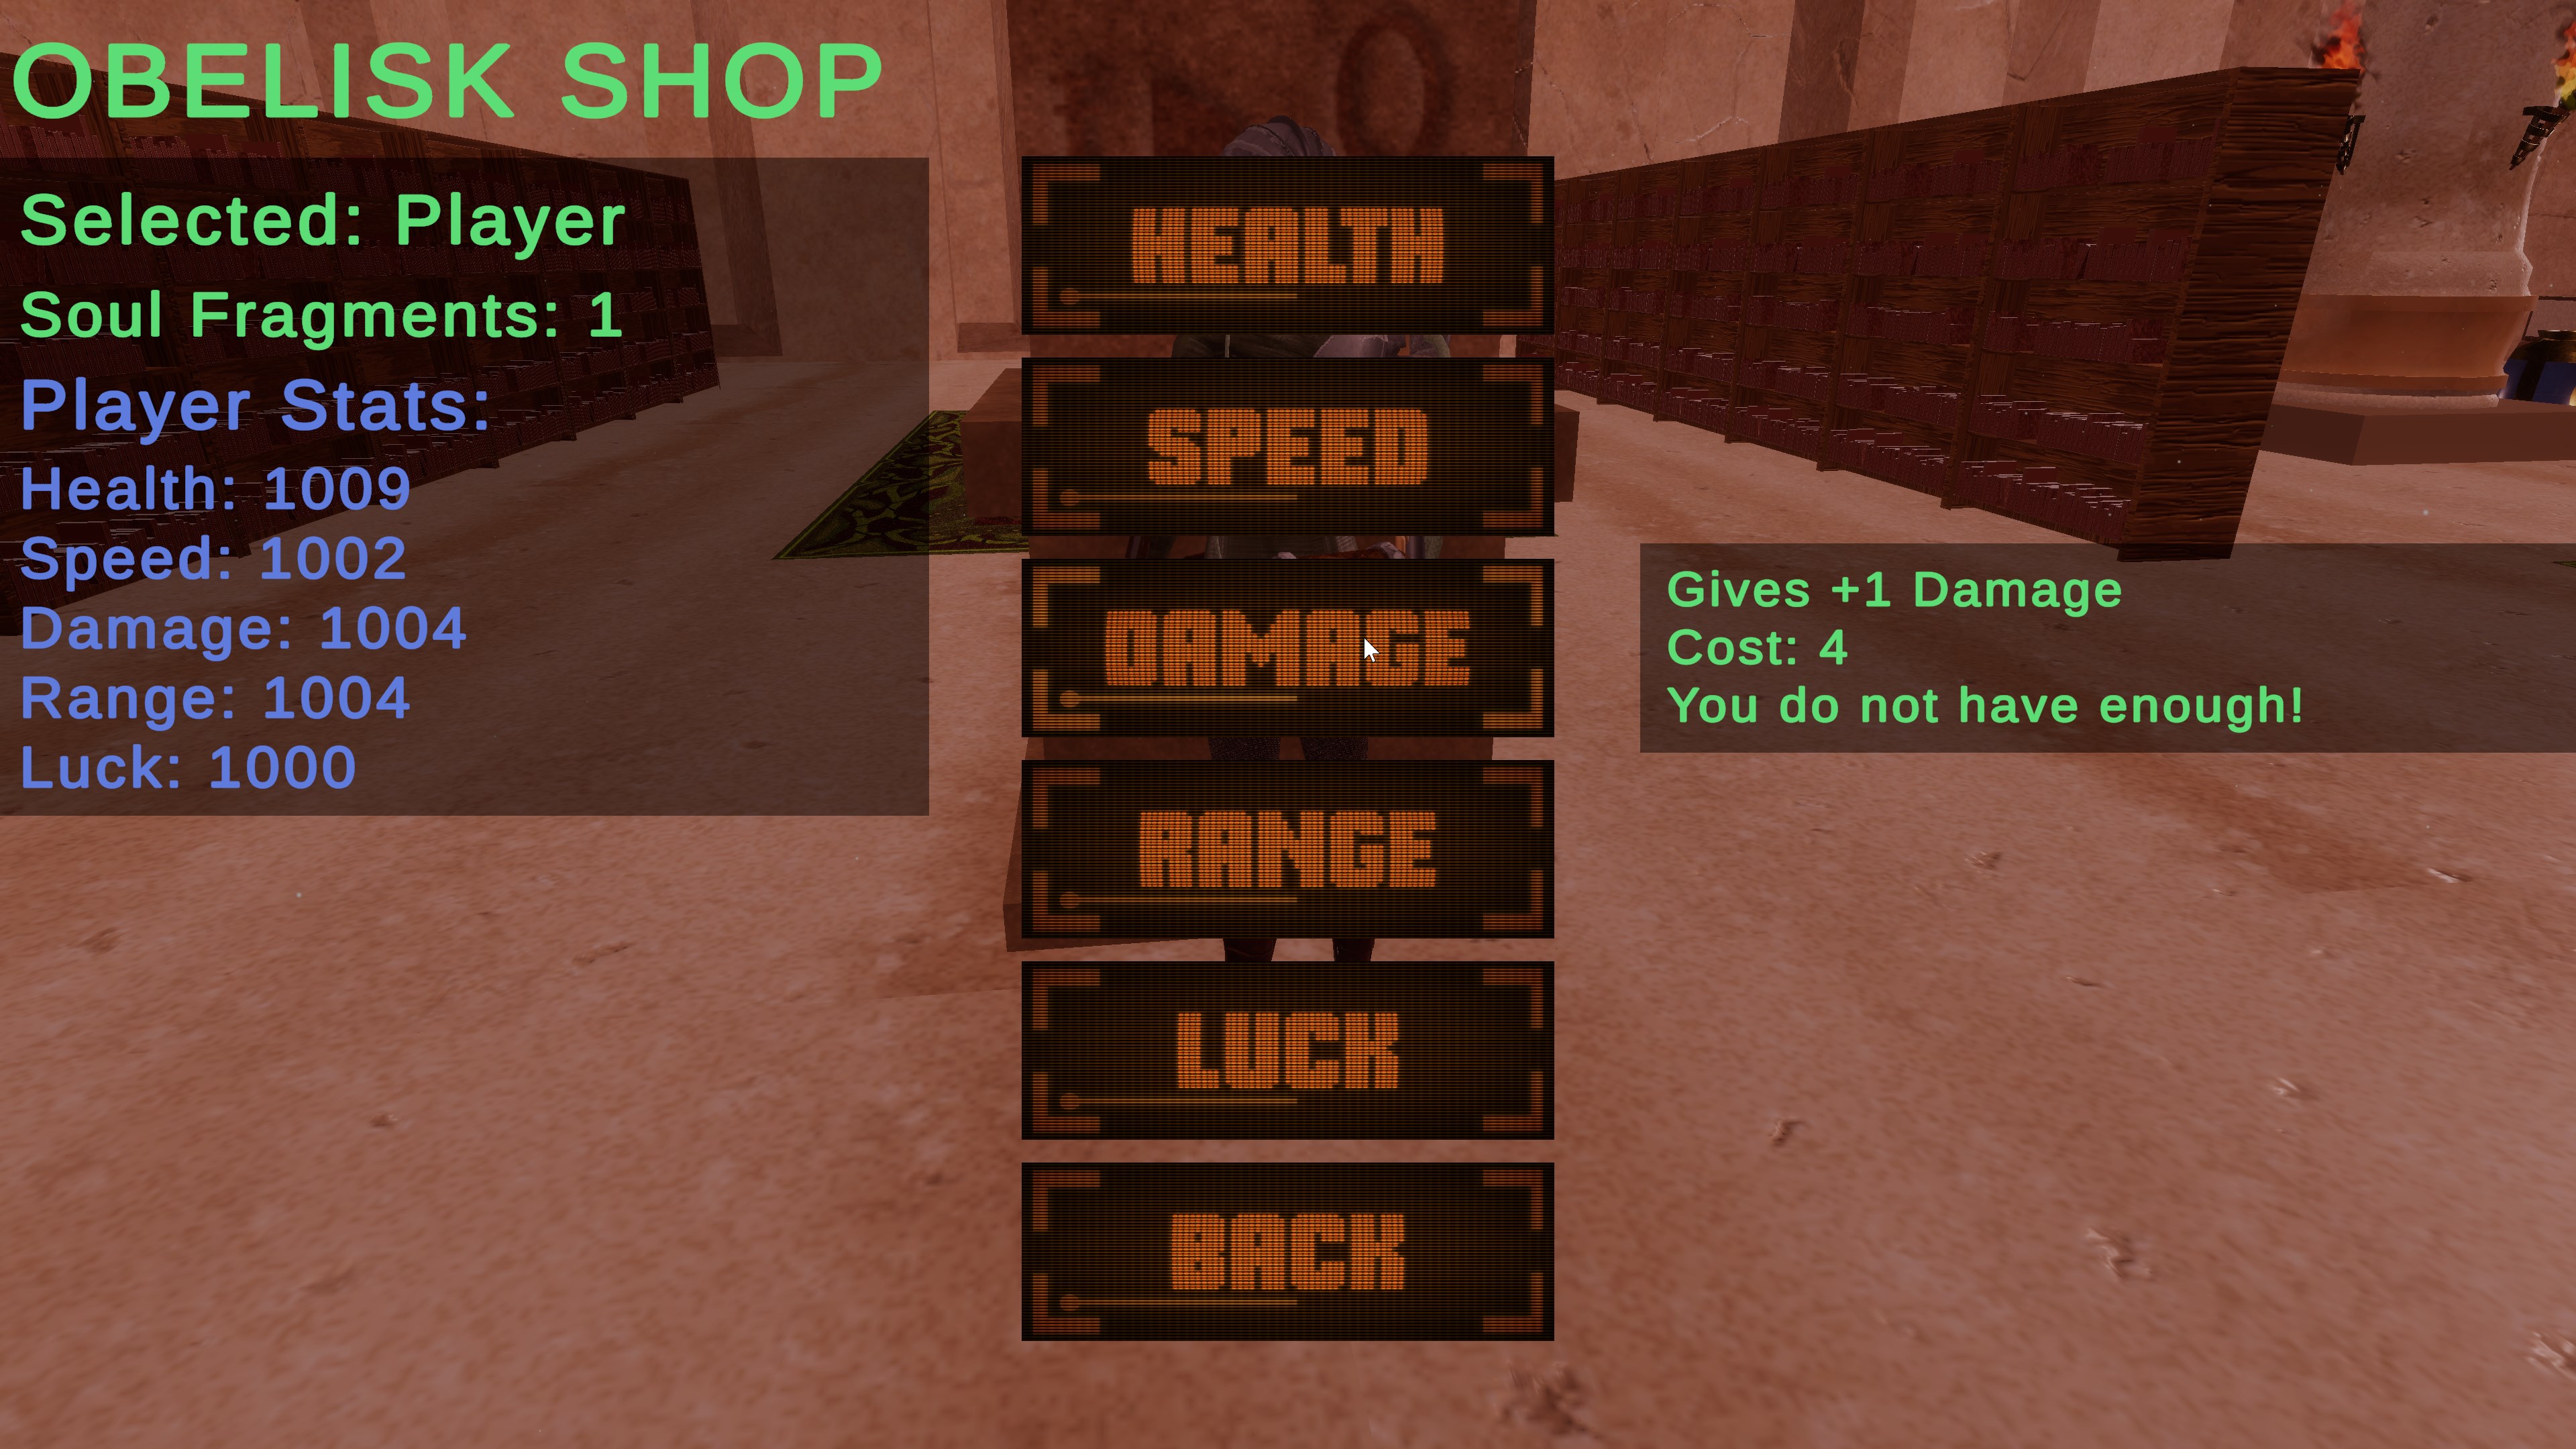 OBELISK SHOP
Selected: Player
Soul Fragments: 1
Player Stats:
Health: 1009
Speed: 1002
Damage: 1004
Range: 1004
Luck: 1000
HEALTH
SPEED
DAMAGE
RANGE
LUCK
BACK
Gives +1 Damage
Cost: 4
You do not have enough!